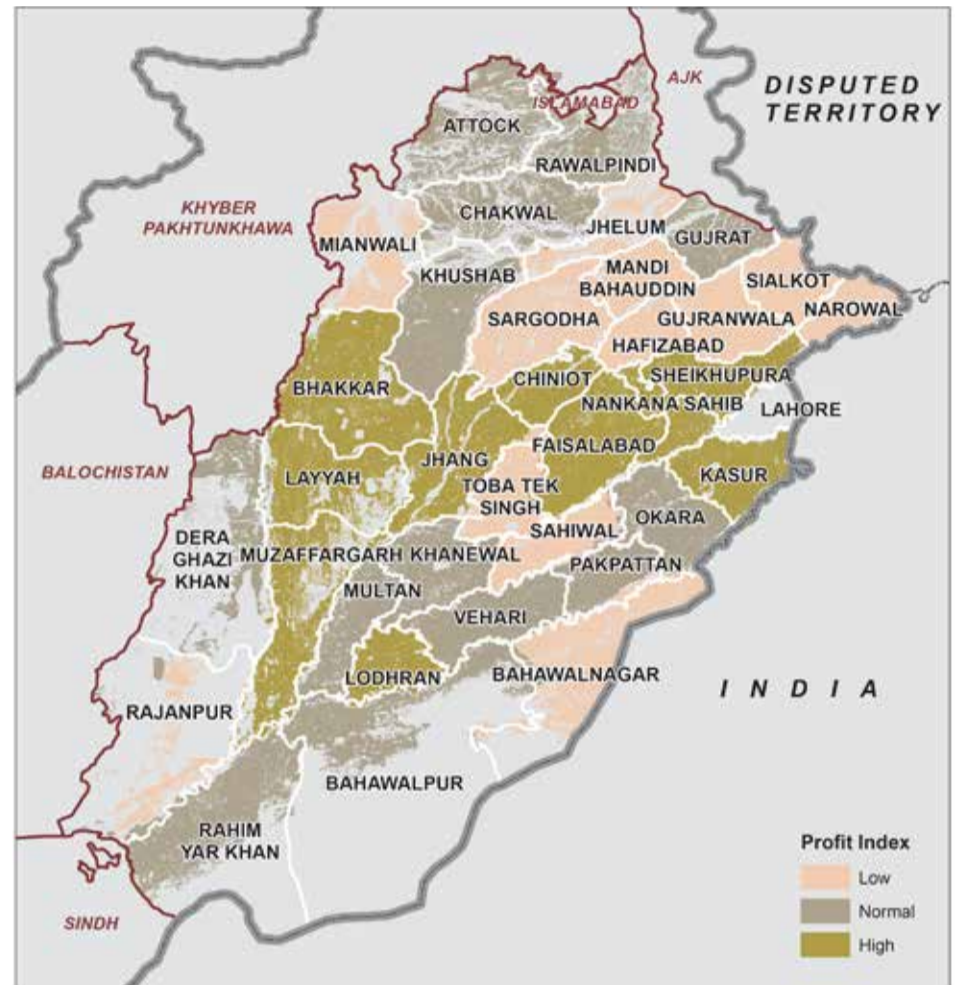 AJK
DISPUTED
TERRITORY
ISLAMABAD
ATTOCK
RAWALPINDI
KHYBER
PAKHTUNKHAWA
CHAKWAL
JHELUM
GUJRAT
MIANWALI
KHUSHAB
MANDI
BAHAUDDIN
SIALKOT
NAROWAL
SARGODHA
GUJRANWALA
HAFIZABAD
BHAKKAR
CHINIOT
SHEIKHUPURA
NANKANA SAHIB
LAHORE
FAISALABAD
BALOCHISTAN
LAYYAH
JHANG
KASUR
TOBA TEK
SINGH
SAHIWAL
OKARA
DERA
GHAZI
KHAN
MUZAFFARGARH
KHANEWAL
PAKPATTAN
MULTAN
VEHARI
LODHRAN
BAHAWALNAGAR
INDIA
RAJANPUR
BAHAWALPUR
RAHIM
YAR KHAN
SINDH
Profit Index
Low
Normal
High